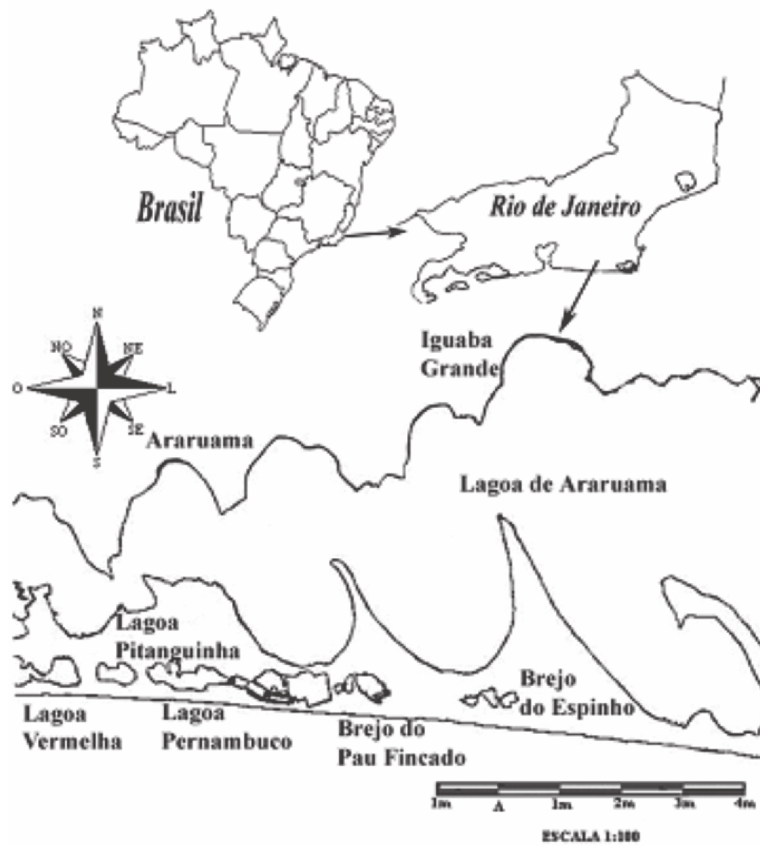 Brasil
Rio de Janeiro
N
NO
NE
O
L
SO
SE
S
Iguaba
Grande
Araruama
Lagoa de Araruama
Lagoa
Pitanguinha
Brejo
do Espinho
Lagoa
Vermelha
Lagoa
Pernambuco
Brejo do
Pau Fincado
1m
A
1m
2m
3m
4m
ESCALA 1:100